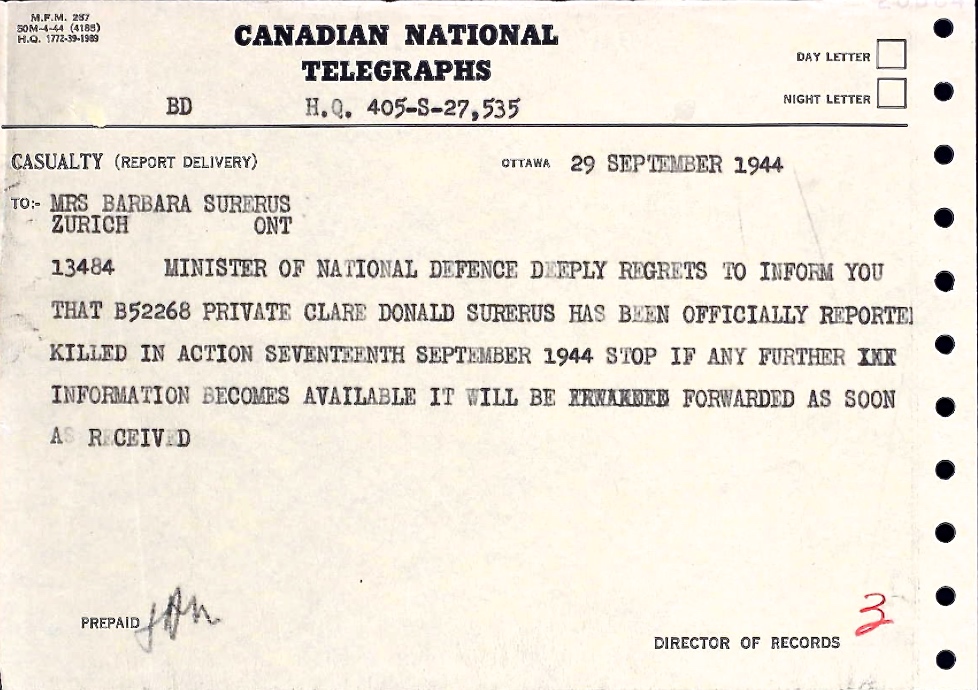 M.F.M. 287
50M-4-44 (4188)
H.Q. 1772-39-1989
CANADIAN NATIONAL
TELEGRAPHS
DAY LETTER
NIGHT LETTER
BD H.Q. 405-S-27,535
CASUALTY (REPORT DELIVERY) OTTAWA 29 SEPTEMBER 1944
TO:- MRS BARBARA SURERUS
ZURICH ONT
13484 MINISTER OF NATIONAL DEFENCE DEEPLY REGRETS TO INFORM YOU
THAT B52268 PRIVATE CLARE DONALD SURERUS HAS BEEN OFFICIALLY REPORTE
KILLED IN ACTION SEVENTEENTH SEPTEMBER 1944 STOP IF ANY FURTHER
INFORMATION BECOMES AVAILABLE IT WILL BE FORWARDED AS SOON
AS RECEIVED
PREPAID
DIRECTOR OF RECORDS 3